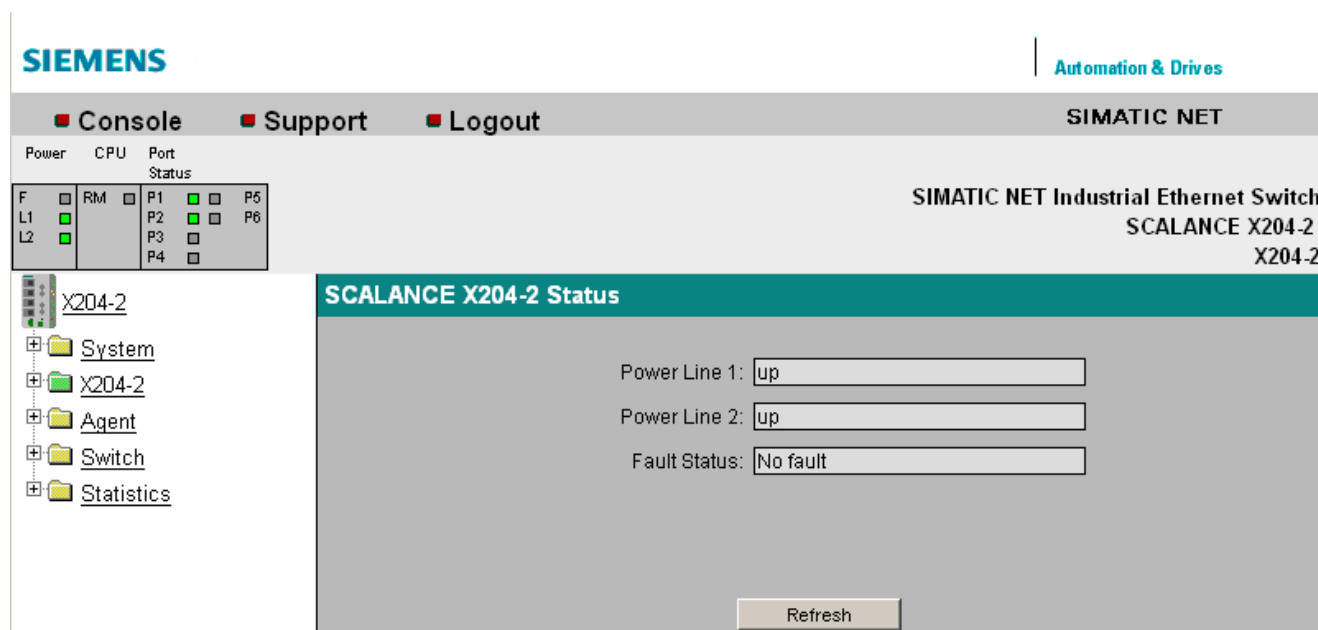 SIEMENS
Automation & Drives
Console Support Logout SIMATIC NET
Power CPU Port
Status
F RM P1 P5
L1 P2 P6
L2 P3
P4
SIMATIC NET Industrial Ethernet Switch
SCALANCE X204-2
X204-2
X204-2
System
X204-2
Agent
Switch
Statistics
SCALANCE X204-2 Status
Power Line 1: up
Power Line 2: up
Fault Status: No fault
Refresh